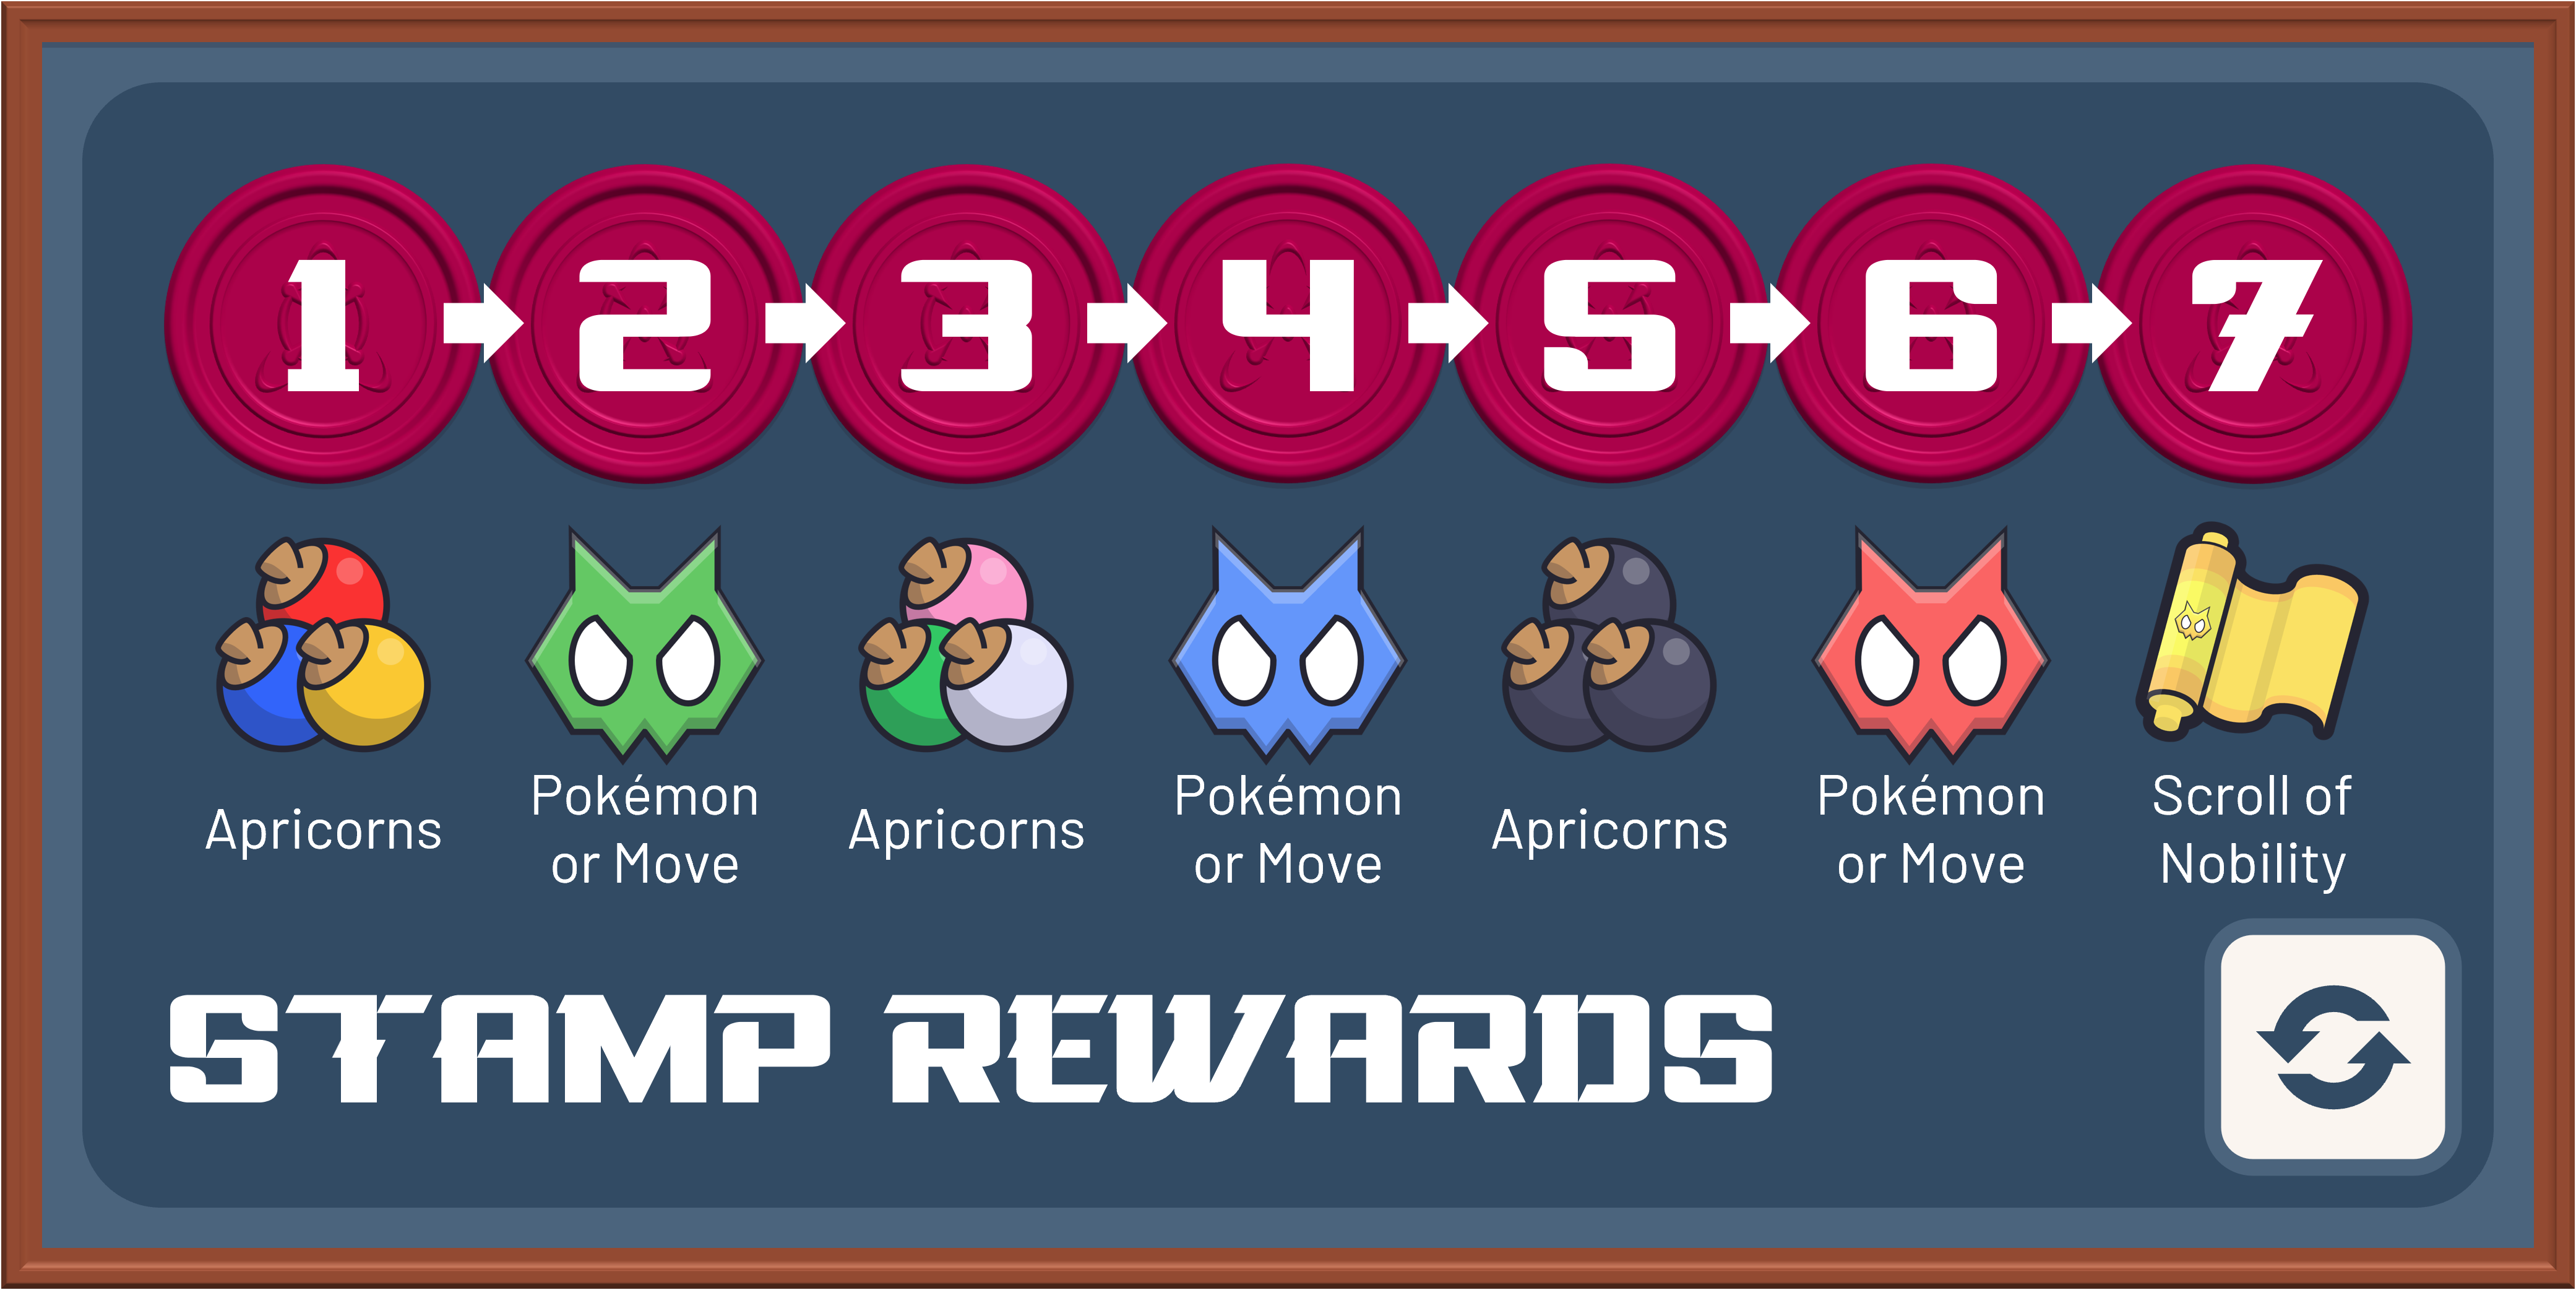 1 2 3 4 5 6 7
Apricorns
Pokémon
or Move
Apricorns
Pokémon
or Move
Apricorns
Pokémon
or Move
Scroll of
Nobility
STAMP REWARDS